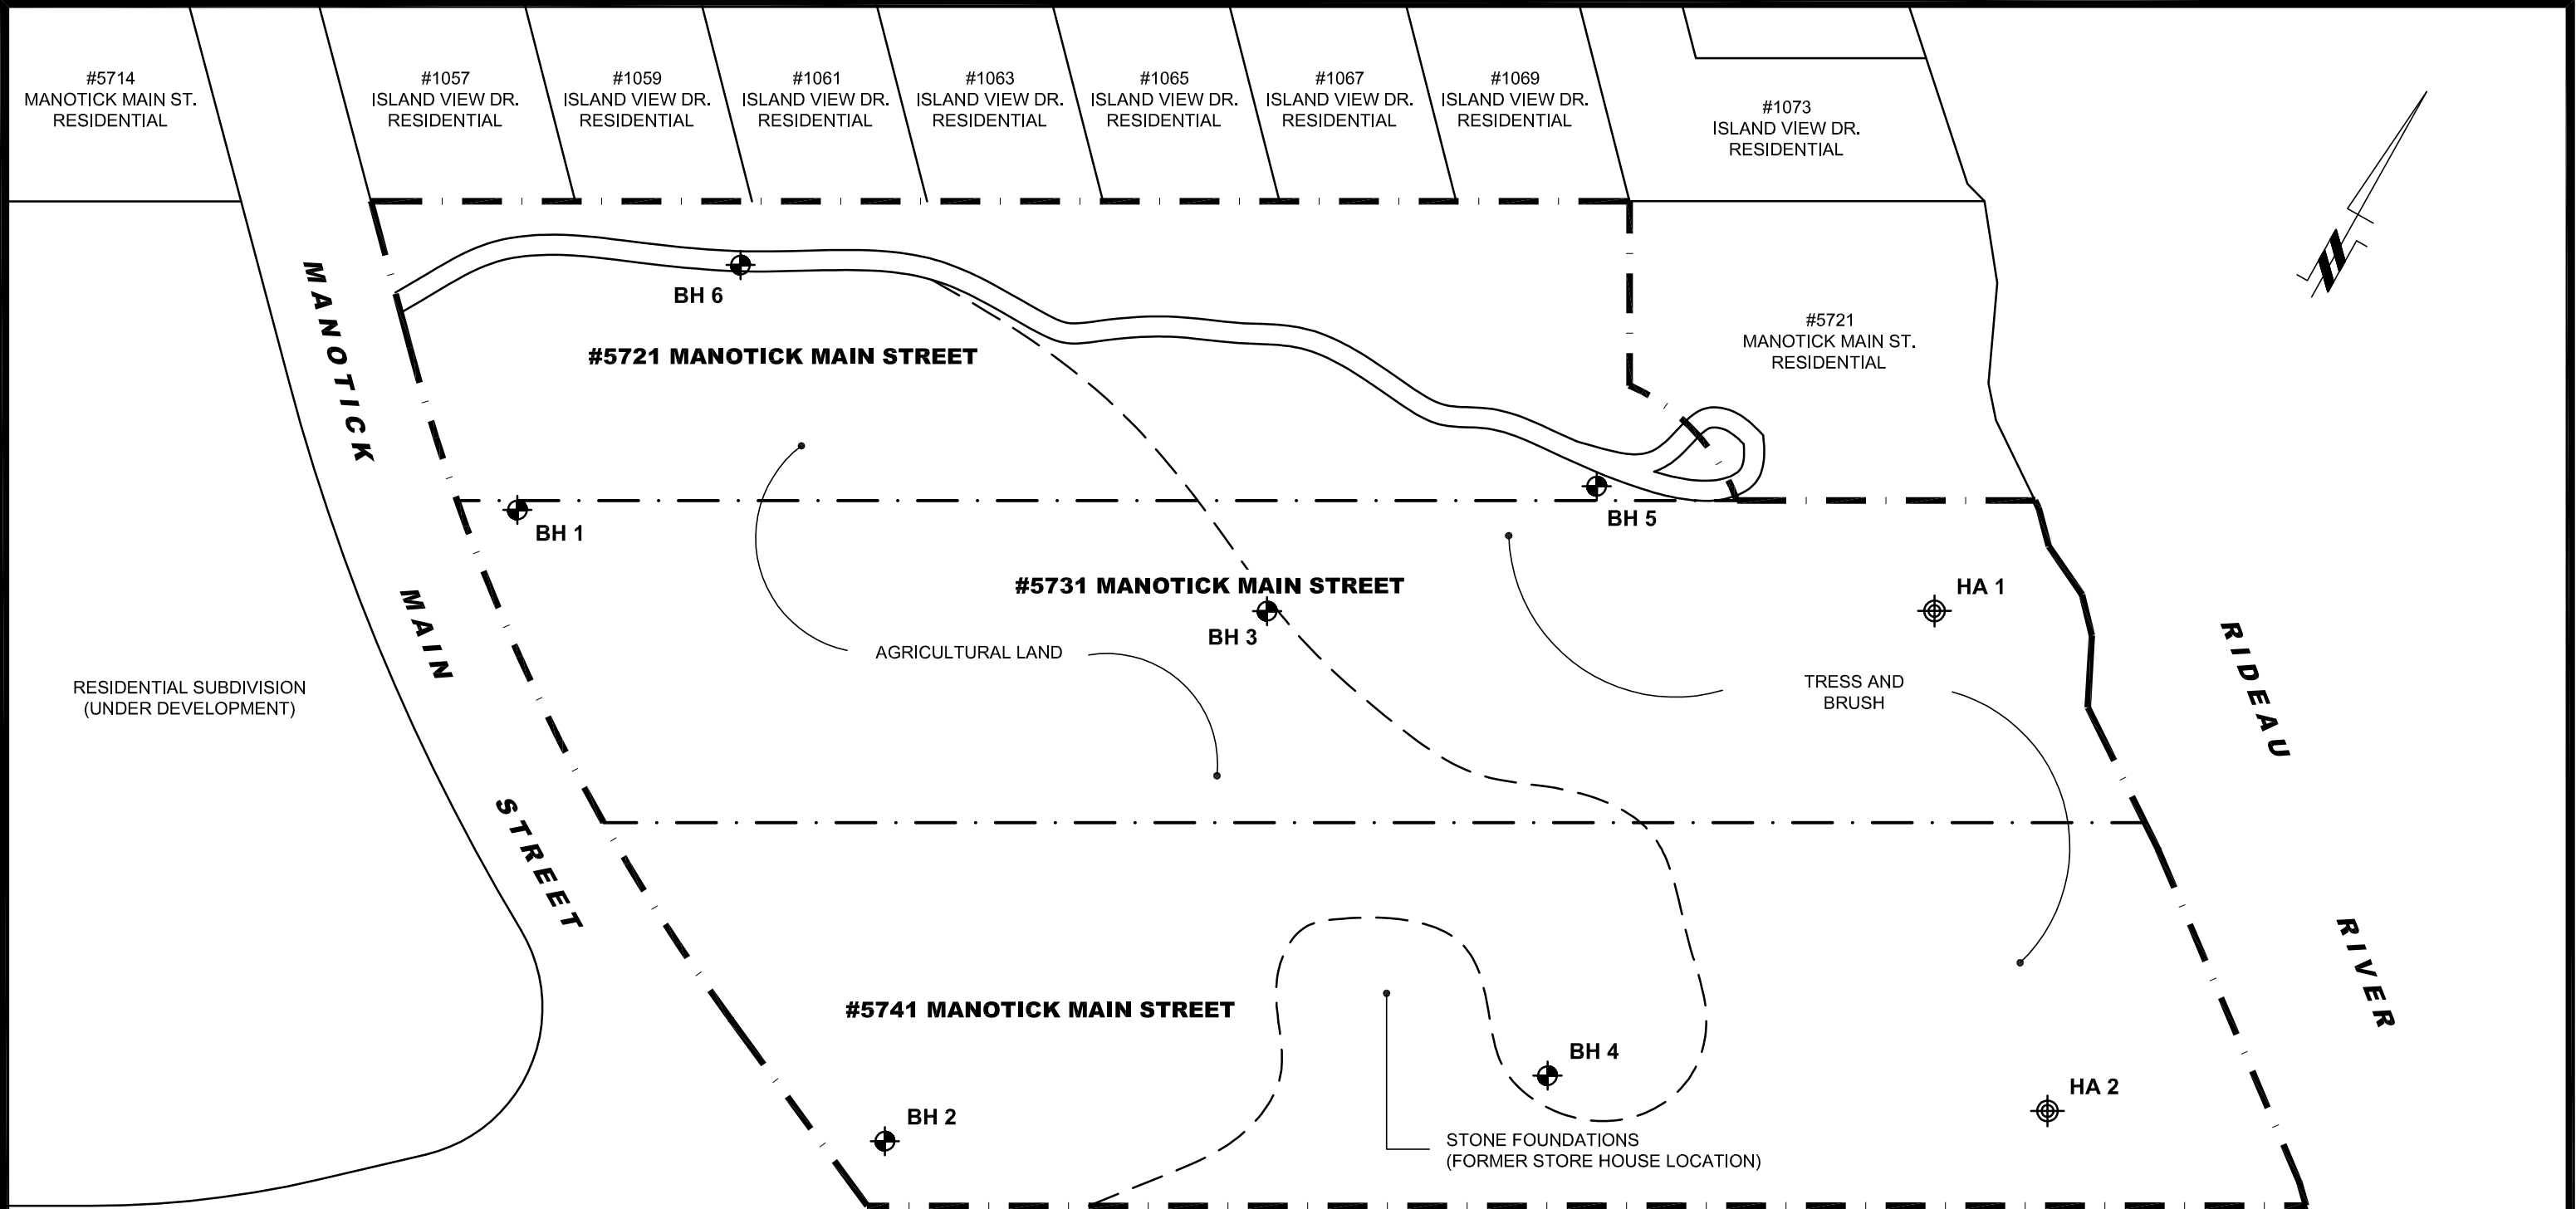 #5714
MANOTICK MAIN ST.
RESIDENTIAL
#1057
ISLAND VIEW DR.
RESIDENTIAL
#1059
ISLAND VIEW DR.
RESIDENTIAL
#1061
ISLAND VIEW DR.
RESIDENTIAL
#1063
ISLAND VIEW DR.
RESIDENTIAL
#1065
ISLAND VIEW DR.
RESIDENTIAL
#1067
ISLAND VIEW DR.
RESIDENTIAL
#1069
ISLAND VIEW DR.
RESIDENTIAL
#1073
ISLAND VIEW DR.
RESIDENTIAL
MANOTICK MAIN STREET
BH 6
#5721 MANOTICK MAIN STREET
#5721
MANOTICK MAIN ST.
RESIDENTIAL
BH 1
BH 5
#5731 MANOTICK MAIN STREET
HA 1
BH 3
AGRICULTURAL LAND
RESIDENTIAL SUBDIVISION
(UNDER DEVELOPMENT)
TRESS AND
BRUSH
RIDEAU RIVER
#5741 MANOTICK MAIN STREET
BH 4
HA 2
BH 2
STONE FOUNDATIONS
(FORMER STORE HOUSE LOCATION)